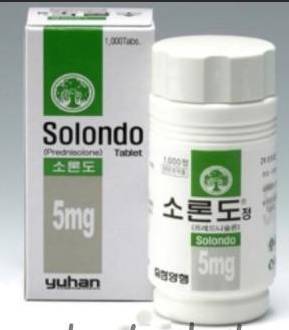 1,000Tabs.
Solondo
(Prednisolone) Tablet
소론도
5mg
yuhan
1,000정
소론도정
(프레드니솔론)
Solondo
5mg
유한양행